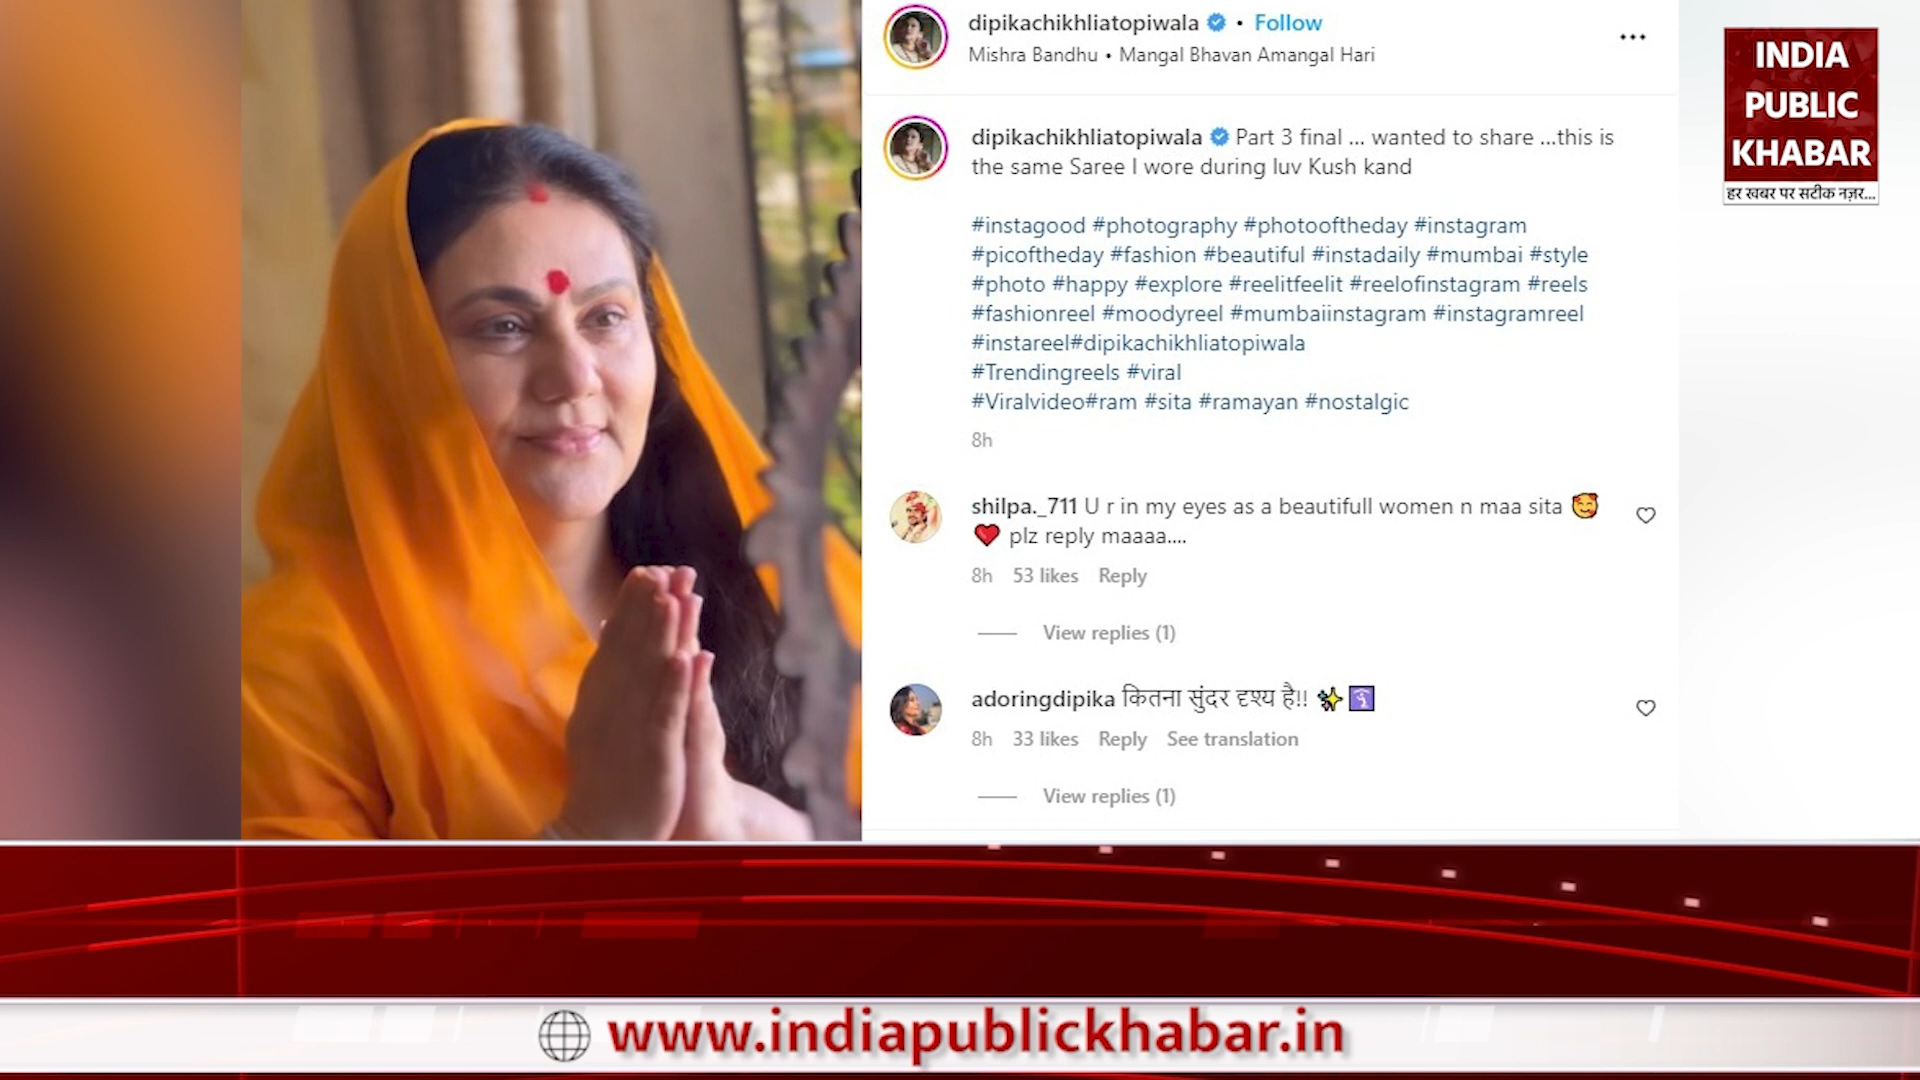 dipikachikhliatopiwala • Follow
Mishra Bandhu • Mangal Bhavan Amangal Hari
dipikachikhliatopiwala Part 3 final ... wanted to share ...this is
the same Saree I wore during luv Kush kand
#instagood #photography #photooftheday #instagram
#picoftheday #fashion #beautiful #instadaily #mumbai #style
#photo #happy #explore #reelitfeelit #reelofinstagram #reels
#fashionreel #moodyreel #mumbaiinstagram #instagramreel
#instareel#dipikachikhliatopiwala
#Trendingreels #viral
#Viralvideo#ram #sita #ramayan #nostalgic
8h
shilpa._711 U r in my eyes as a beautifull women n maa sita 🥰
❤️ plz reply maaaa....
8h 53 likes Reply
View replies (1)
adoringdipika कितना सुंदर दृश्य है!! ✨🛐
8h 33 likes Reply See translation
View replies (1)
INDIA
PUBLIC
KHABAR
हर खबर पर सटीक नज़र...
www.indiapublickhabar.in